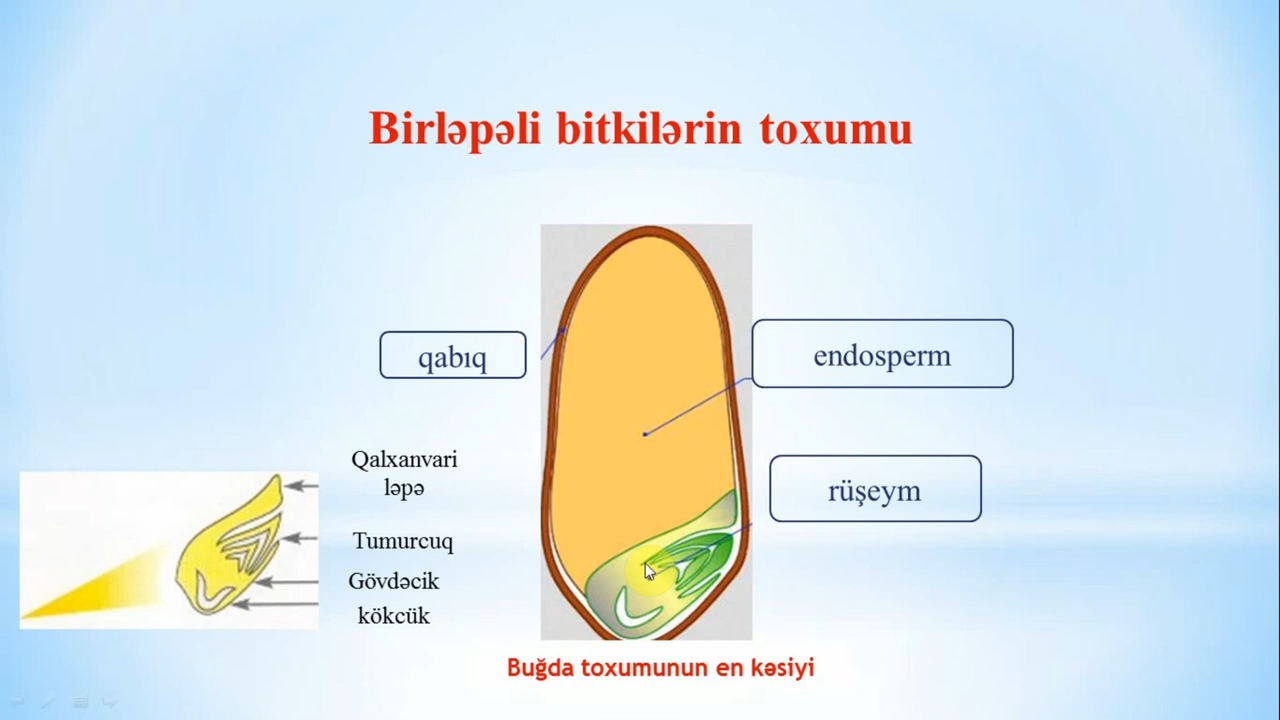 Birləpəli bitkilərin toxumu
qabıq
endosperm
Qalxanvari
ləpə
rüşeym
Tumurcuq
Gövdəcik
kökcük
Buğda toxumunun en kəsiyi